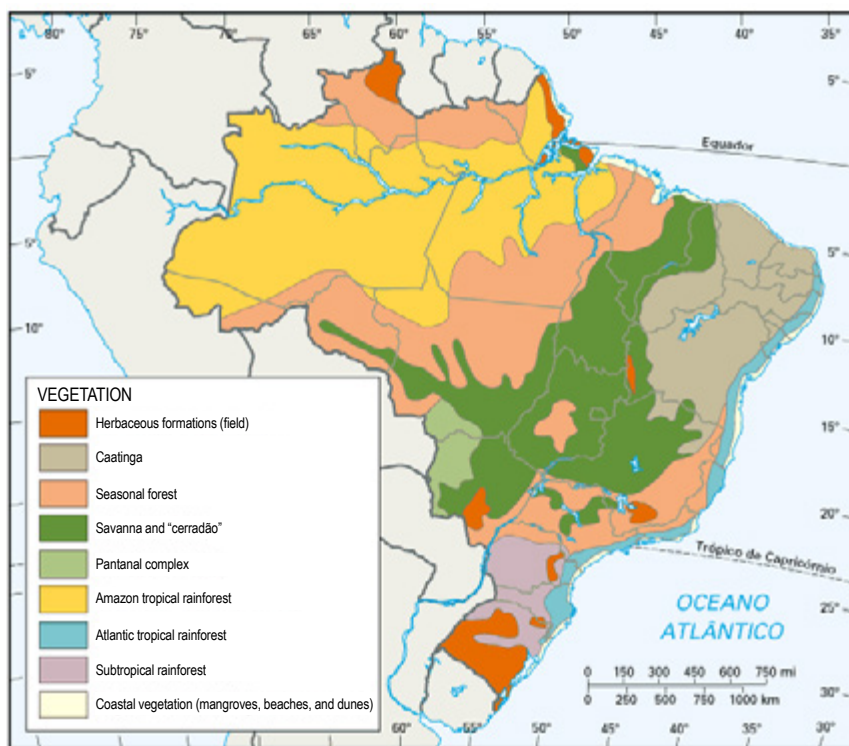 80° 75° 70° 65° 60° 55° 50° 45° 40° 34°
5°
5°
Equador
5°
5°
10°
10°
15°
20°
Trópico de Capricórnio
25°
30°
OCEANO
ATLÂNTICO
0 150 300 450 600 750 mi
0 250 500 750 1000 km
VEGETATION
Herbaceous formations (field)
Caatinga
Seasonal forest
Savanna and “cerradão”
Pantanal complex
Amazon tropical rainforest
Atlantic tropical rainforest
Subtropical rainforest
Coastal vegetation (mangroves, beaches, and dunes)
60° 55° 50° 45° 40° 35°